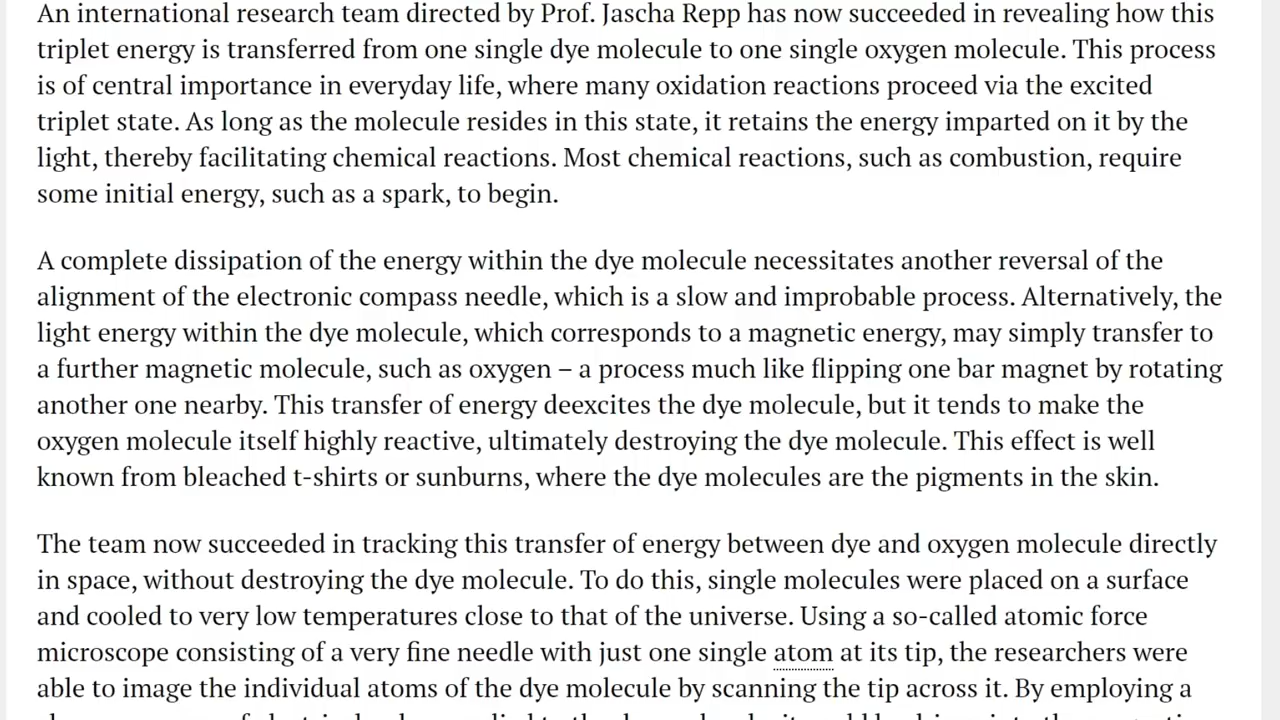 An international research team directed by Prof. Jascha Repp has now succeeded in revealing how this
triplet energy is transferred from one single dye molecule to one single oxygen molecule. This process
is of central importance in everyday life, where many oxidation reactions proceed via the excited
triplet state. As long as the molecule resides in this state, it retains the energy imparted on it by the
light, thereby facilitating chemical reactions. Most chemical reactions, such as combustion, require
some initial energy, such as a spark, to begin.
A complete dissipation of the energy within the dye molecule necessitates another reversal of the
alignment of the electronic compass needle, which is a slow and improbable process. Alternatively, the
light energy within the dye molecule, which corresponds to a magnetic energy, may simply transfer to
a further magnetic molecule, such as oxygen – a process much like flipping one bar magnet by rotating
another one nearby. This transfer of energy deexcites the dye molecule, but it tends to make the
oxygen molecule itself highly reactive, ultimately destroying the dye molecule. This effect is well
known from bleached t-shirts or sunburns, where the dye molecules are the pigments in the skin.
The team now succeeded in tracking this transfer of energy between dye and oxygen molecule directly
in space, without destroying the dye molecule. To do this, single molecules were placed on a surface
and cooled to very low temperatures close to that of the universe. Using a so-called atomic force
microscope consisting of a very fine needle with just one single atom at its tip, the researchers were
able to image the individual atoms of the dye molecule by scanning the tip across it. By employing a